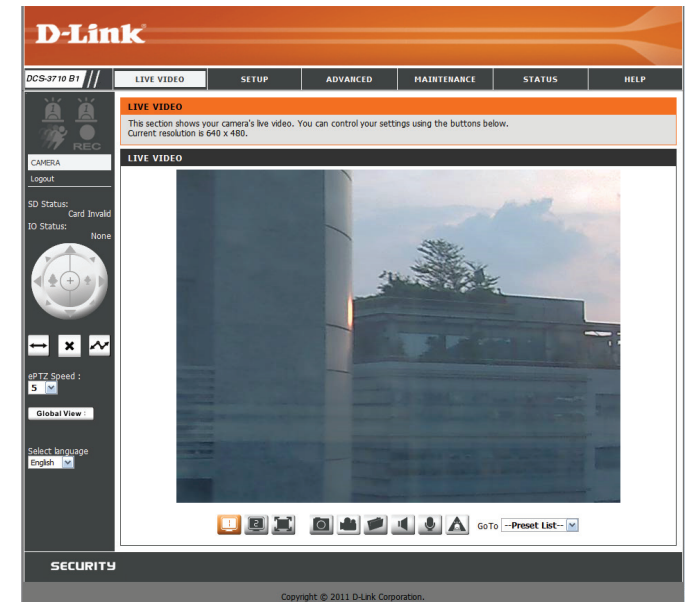 D-Link
DCS-3710 B1
LIVE VIDEO
SETUP
ADVANCED
MAINTENANCE
STATUS
HELP
REC
CAMERA
Logout
SD Status:
Card Invalid
IO Status:
None
ePTZ Speed :
5
Global View :
Select language
English
LIVE VIDEO
This section shows your camera's live video. You can control your settings using the buttons below.
Current resolution is 640 x 480.
LIVE VIDEO
1
2
GoTo --Preset List--
SECURITY
Copyright © 2011 D-Link Corporation.